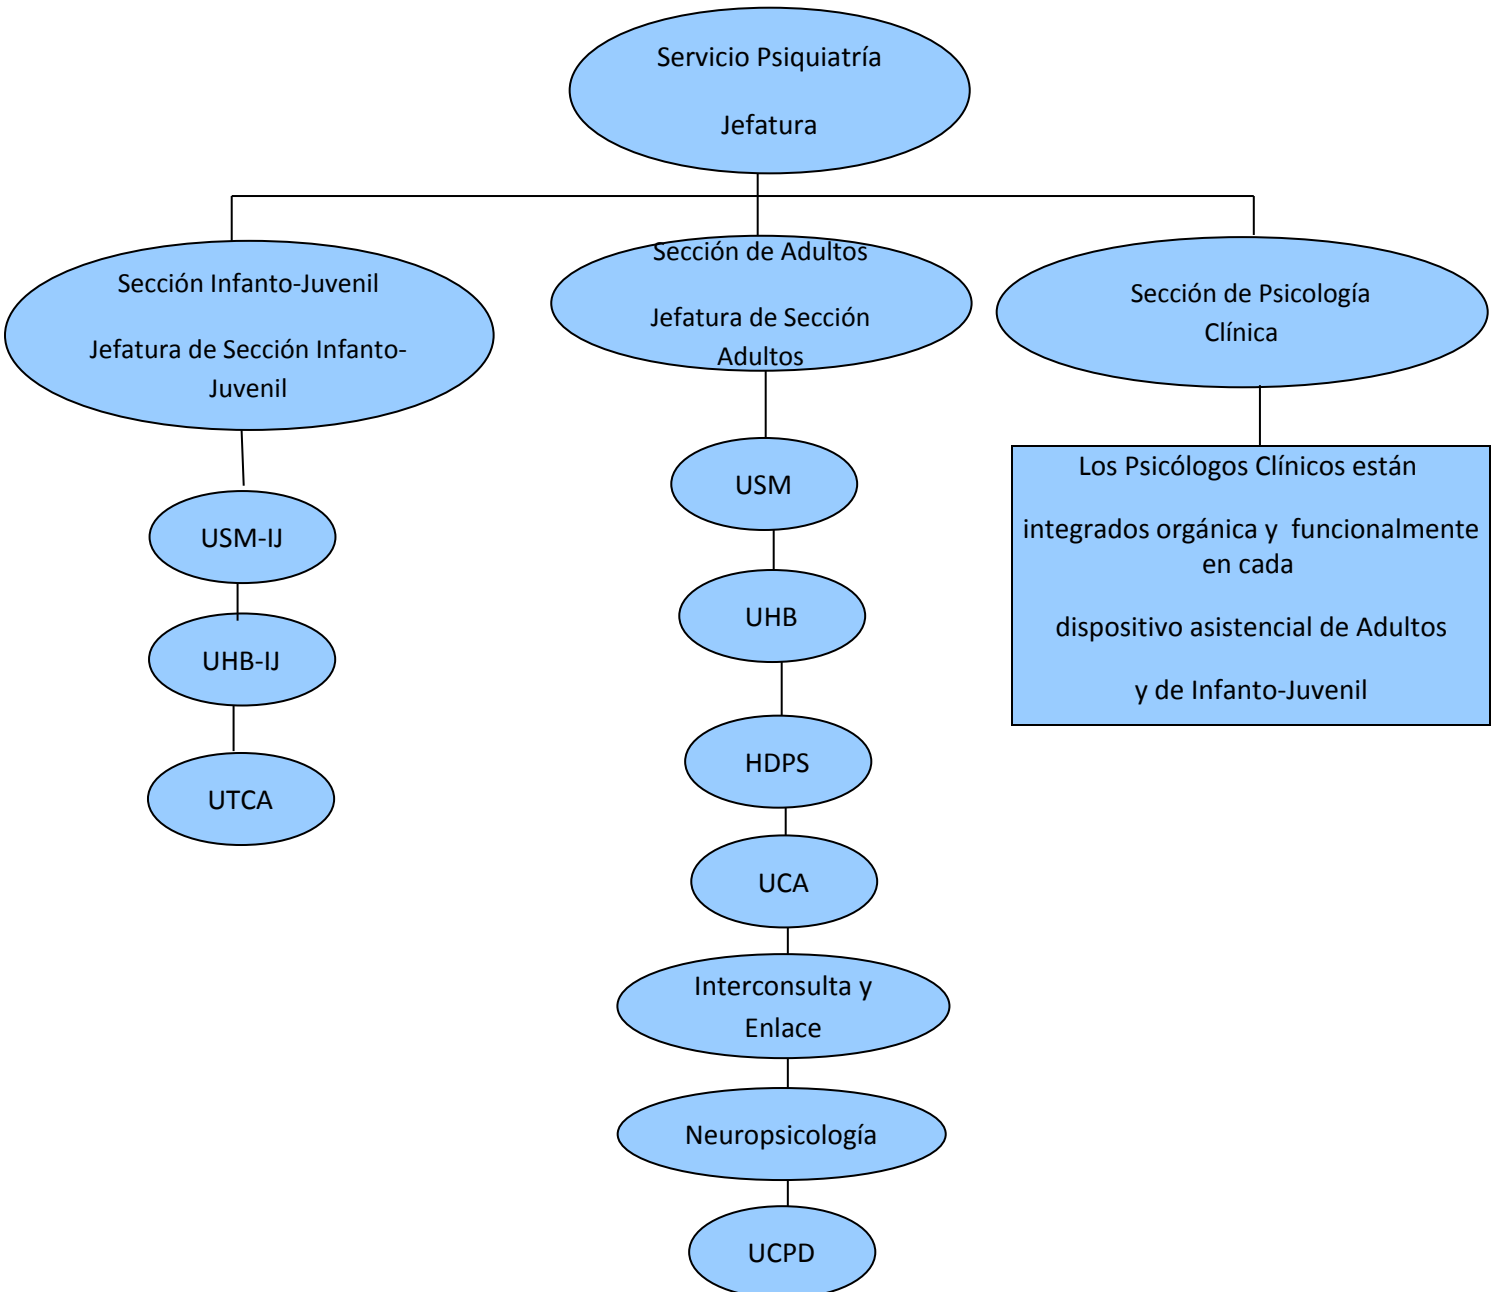 Servicio Psiquiatría
Jefatura
Sección Infanto-Juvenil
Jefatura de Sección Infanto-
Juvenil
Sección de Adultos
Jefatura de Sección
Adultos
Sección de Psicología
Clínica
USM-IJ
UHB-IJ
UTCA
USM
UHB
HDPS
UCA
Interconsulta y
Enlace
Neuropsicología
UCPD
Los Psicólogos Clínicos están
integrados orgánica y  funcionalmente
en cada
dispositivo asistencial de Adultos
y de Infanto-Juvenil